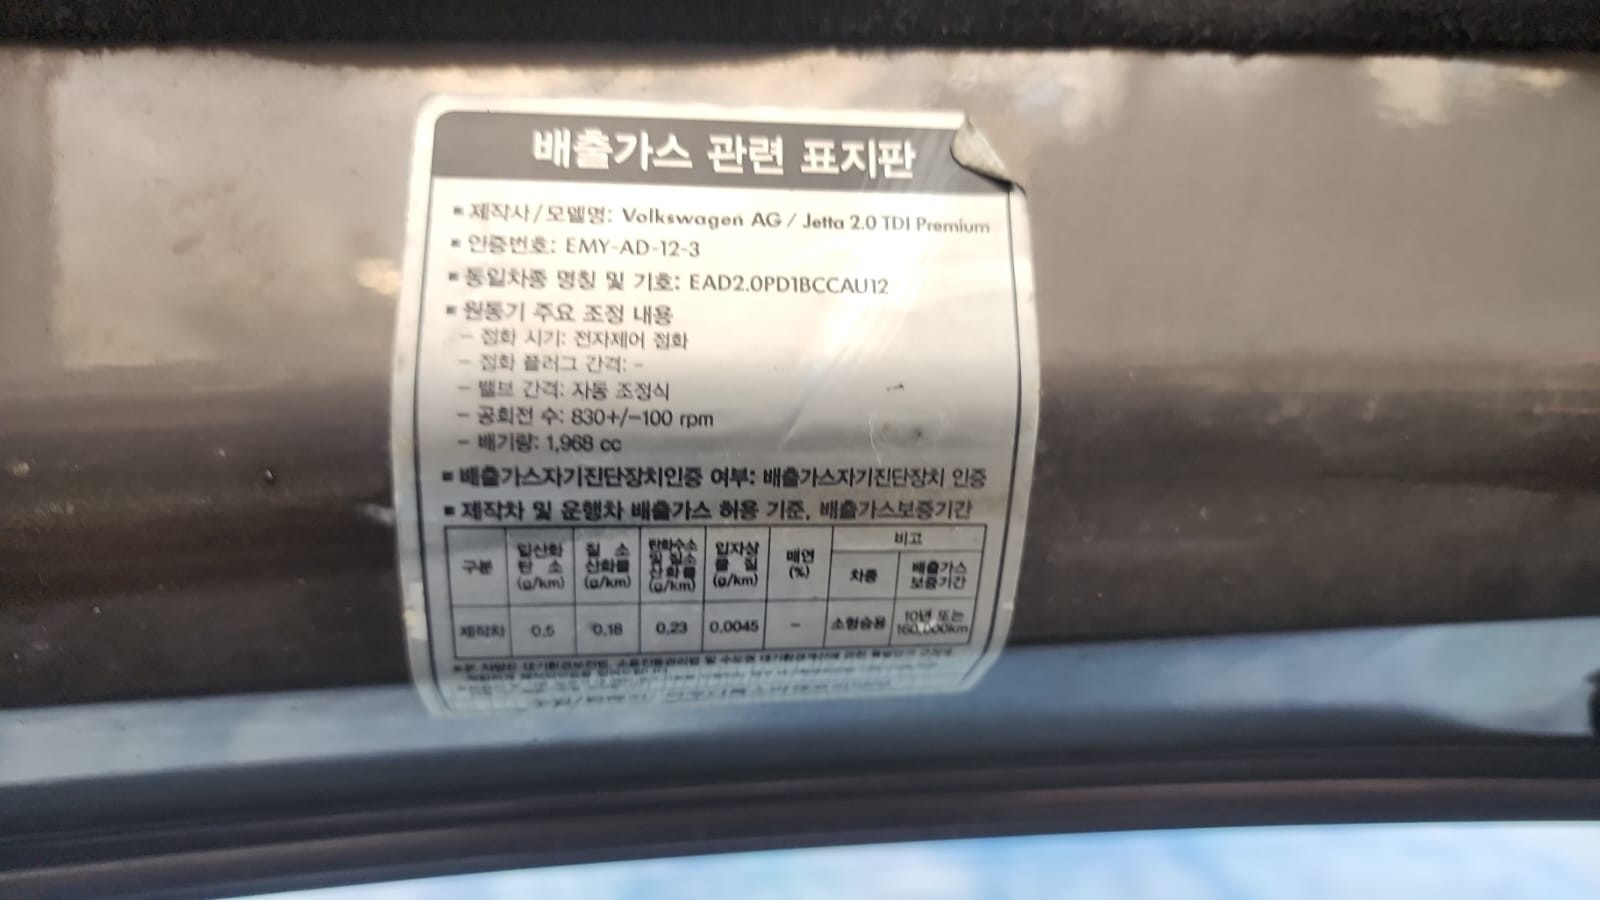 배출가스 관련 표지판
▪ 제작사/모델명: Volkswagen AG / Jetta 2.0 TDI Premium
▪ 인증번호: EMY-AD-12-3
▪ 동일차종 명칭 및 기호: EAD2.0PD1BCCAU12
▪ 원동기 주요 조정 내용
– 점화 시기: 전자제어 점화
– 점화 플러그 간격: -
– 밸브 간격: 자동 조정식
– 공회전 수: 830+/-100 rpm
– 배기량: 1,968 cc
▪ 배출가스자기진단장치인증 여부: 배출가스자기진단장치 인증
▪ 제작차 및 운행차 배출가스 허용 기준, 배출가스보증기간
구분 일산화 탄 소 (g/km) 질 소 산화물 (g/km) 탄화수소 및 질소 산화물 (g/km) 입자상 물 질 (g/km) 매연 (%) 비고
차종 배출가스 보증기간
제작차 0.5 0.18 0.23 0.0045 – 소형승용 10년 또는 160,000km